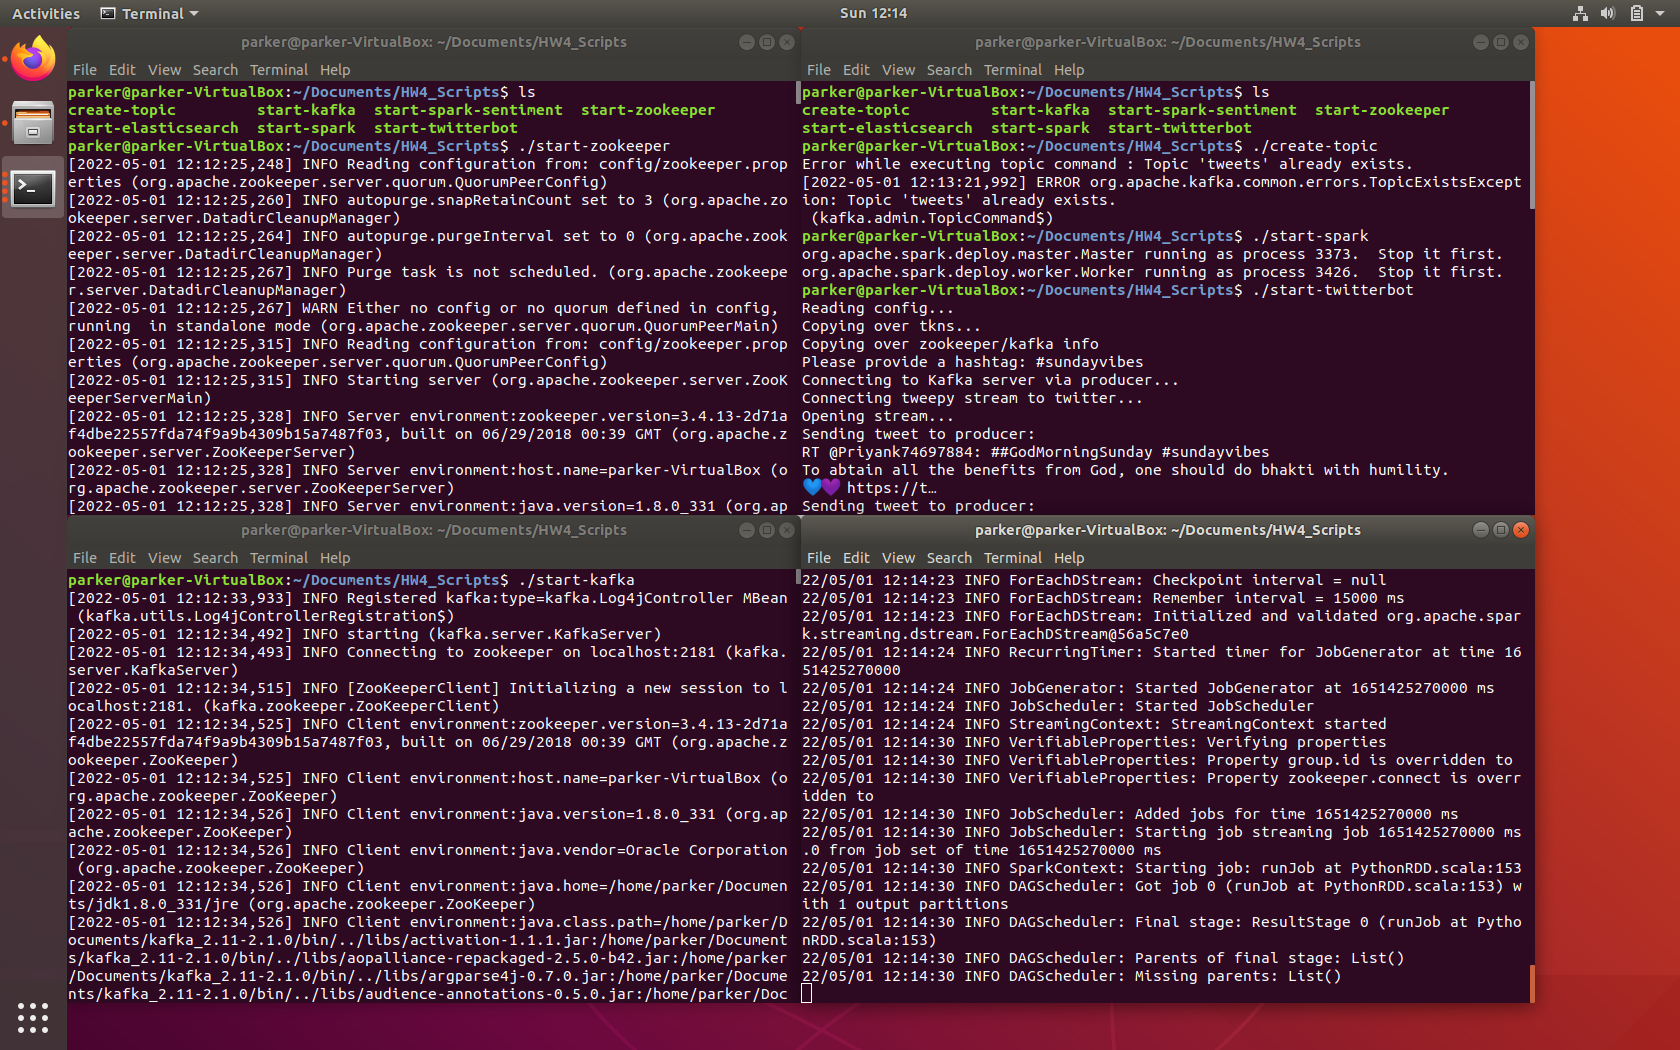 Activities
Terminal
Sun 12:14
parker@parker-VirtualBox: ~/Documents/HW4_Scripts
File Edit View Search Terminal Help
parker@parker-VirtualBox:~/Documents/HW4_Scripts$ ls
create-topic         start-kafka  start-spark-sentiment  start-zookeeper
start-elasticsearch  start-spark  start-twitterbot
parker@parker-VirtualBox:~/Documents/HW4_Scripts$ ./start-zookeeper
[2022-05-01 12:12:25,248] INFO Reading configuration from: config/zookeeper.prop
erties (org.apache.zookeeper.server.quorum.QuorumPeerConfig)
[2022-05-01 12:12:25,260] INFO autopurge.snapRetainCount set to 3 (org.apache.zo
okeeper.server.DatadirCleanupManager)
[2022-05-01 12:12:25,264] INFO autopurge.purgeInterval set to 0 (org.apache.zook
eeper.server.DatadirCleanupManager)
[2022-05-01 12:12:25,267] INFO Purge task is not scheduled. (org.apache.zookeepe
r.server.DatadirCleanupManager)
[2022-05-01 12:12:25,267] WARN Either no config or no quorum defined in config,
running  in standalone mode (org.apache.zookeeper.server.quorum.QuorumPeerMain)
[2022-05-01 12:12:25,315] INFO Reading configuration from: config/zookeeper.prop
erties (org.apache.zookeeper.server.quorum.QuorumPeerConfig)
[2022-05-01 12:12:25,315] INFO Starting server (org.apache.zookeeper.server.ZooK
eeperServerMain)
[2022-05-01 12:12:25,328] INFO Server environment:zookeeper.version=3.4.13-2d71a
f4dbe22557fda74f9a9b4309b15a7487f03, built on 06/29/2018 00:39 GMT (org.apache.z
ookeeper.server.ZooKeeperServer)
[2022-05-01 12:12:25,328] INFO Server environment:host.name=parker-VirtualBox (o
rg.apache.zookeeper.server.ZooKeeperServer)
[2022-05-01 12:12:25,328] INFO Server environment:java.version=1.8.0_331 (org.ap
parker@parker-VirtualBox: ~/Documents/HW4_Scripts
File Edit View Search Terminal Help
parker@parker-VirtualBox:~/Documents/HW4_Scripts$ ls
create-topic         start-kafka  start-spark-sentiment  start-zookeeper
start-elasticsearch  start-spark  start-twitterbot
parker@parker-VirtualBox:~/Documents/HW4_Scripts$ ./create-topic
Error while executing topic command : Topic 'tweets' already exists.
[2022-05-01 12:13:21,992] ERROR org.apache.kafka.common.errors.TopicExistsExcept
ion: Topic 'tweets' already exists.
 (kafka.admin.TopicCommand$)
parker@parker-VirtualBox:~/Documents/HW4_Scripts$ ./start-spark
org.apache.spark.deploy.master.Master running as process 3373.  Stop it first.
org.apache.spark.deploy.worker.Worker running as process 3426.  Stop it first.
parker@parker-VirtualBox:~/Documents/HW4_Scripts$ ./start-twitterbot
Reading config...
Copying over tkns...
Copying over zookeeper/kafka info
Please provide a hashtag: #sundayvibes
Connecting to Kafka server via producer...
Connecting tweepy stream to twitter...
Opening stream...
Sending tweet to producer:
RT @Priyank74697884: ##GodMorningSunday #sundayvibes
To abtain all the benefits from God, one should do bhakti with humility.
💙💜 https://t…
Sending tweet to producer:
parker@parker-VirtualBox: ~/Documents/HW4_Scripts
File Edit View Search Terminal Help
parker@parker-VirtualBox:~/Documents/HW4_Scripts$ ./start-kafka
[2022-05-01 12:12:33,933] INFO Registered kafka:type=kafka.Log4jController MBean
 (kafka.utils.Log4jControllerRegistration$)
[2022-05-01 12:12:34,492] INFO starting (kafka.server.KafkaServer)
[2022-05-01 12:12:34,493] INFO Connecting to zookeeper on localhost:2181 (kafka.
server.KafkaServer)
[2022-05-01 12:12:34,515] INFO [ZooKeeperClient] Initializing a new session to l
ocalhost:2181. (kafka.zookeeper.ZooKeeperClient)
[2022-05-01 12:12:34,525] INFO Client environment:zookeeper.version=3.4.13-2d71a
f4dbe22557fda74f9a9b4309b15a7487f03, built on 06/29/2018 00:39 GMT (org.apache.z
ookeeper.ZooKeeper)
[2022-05-01 12:12:34,525] INFO Client environment:host.name=parker-VirtualBox (o
rg.apache.zookeeper.ZooKeeper)
[2022-05-01 12:12:34,526] INFO Client environment:java.version=1.8.0_331 (org.ap
ache.zookeeper.ZooKeeper)
[2022-05-01 12:12:34,526] INFO Client environment:java.vendor=Oracle Corporation
 (org.apache.zookeeper.ZooKeeper)
[2022-05-01 12:12:34,526] INFO Client environment:java.home=/home/parker/Documen
ts/jdk1.8.0_331/jre (org.apache.zookeeper.ZooKeeper)
[2022-05-01 12:12:34,526] INFO Client environment:java.class.path=/home/parker/D
ocuments/kafka_2.11-2.1.0/bin/../libs/activation-1.1.1.jar:/home/parker/Document
s/kafka_2.11-2.1.0/bin/../libs/aopalliance-repackaged-2.5.0-b42.jar:/home/parker
/Documents/kafka_2.11-2.1.0/bin/../libs/argparse4j-0.7.0.jar:/home/parker/Docume
nts/kafka_2.11-2.1.0/bin/../libs/audience-annotations-0.5.0.jar:/home/parker/Doc
parker@parker-VirtualBox: ~/Documents/HW4_Scripts
File Edit View Search Terminal Help
22/05/01 12:14:23 INFO ForEachDStream: Checkpoint interval = null
22/05/01 12:14:23 INFO ForEachDStream: Remember interval = 15000 ms
22/05/01 12:14:23 INFO ForEachDStream: Initialized and validated org.apache.spar
k.streaming.dstream.ForEachDStream@56a5c7e0
22/05/01 12:14:24 INFO RecurringTimer: Started timer for JobGenerator at time 16
51425270000
22/05/01 12:14:24 INFO JobGenerator: Started JobGenerator at 1651425270000 ms
22/05/01 12:14:24 INFO JobScheduler: Started JobScheduler
22/05/01 12:14:24 INFO StreamingContext: StreamingContext started
22/05/01 12:14:30 INFO VerifiableProperties: Verifying properties
22/05/01 12:14:30 INFO VerifiableProperties: Property group.id is overridden to
22/05/01 12:14:30 INFO VerifiableProperties: Property zookeeper.connect is overr
idden to
22/05/01 12:14:30 INFO JobScheduler: Added jobs for time 1651425270000 ms
22/05/01 12:14:30 INFO JobScheduler: Starting job streaming job 1651425270000 ms
.0 from job set of time 1651425270000 ms
22/05/01 12:14:30 INFO SparkContext: Starting job: runJob at PythonRDD.scala:153
22/05/01 12:14:30 INFO DAGScheduler: Got job 0 (runJob at PythonRDD.scala:153) w
ith 1 output partitions
22/05/01 12:14:30 INFO DAGScheduler: Final stage: ResultStage 0 (runJob at Pytho
nRDD.scala:153)
22/05/01 12:14:30 INFO DAGScheduler: Parents of final stage: List()
22/05/01 12:14:30 INFO DAGScheduler: Missing parents: List()